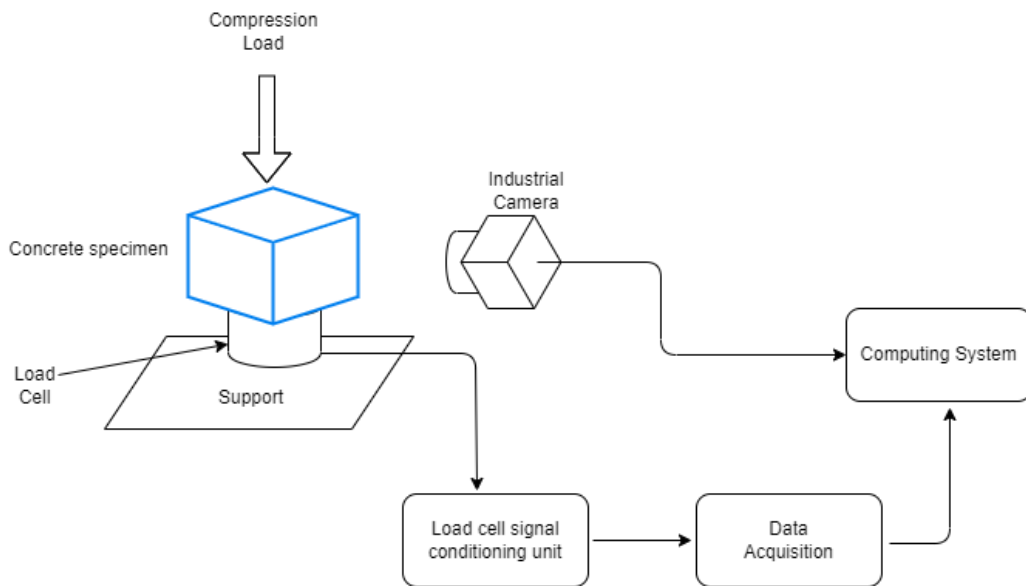 Compression
Load
Industrial
Camera
Concrete specimen
Computing System
Load
Cell
Support
Load cell signal
conditioning unit
Data
Acquisition